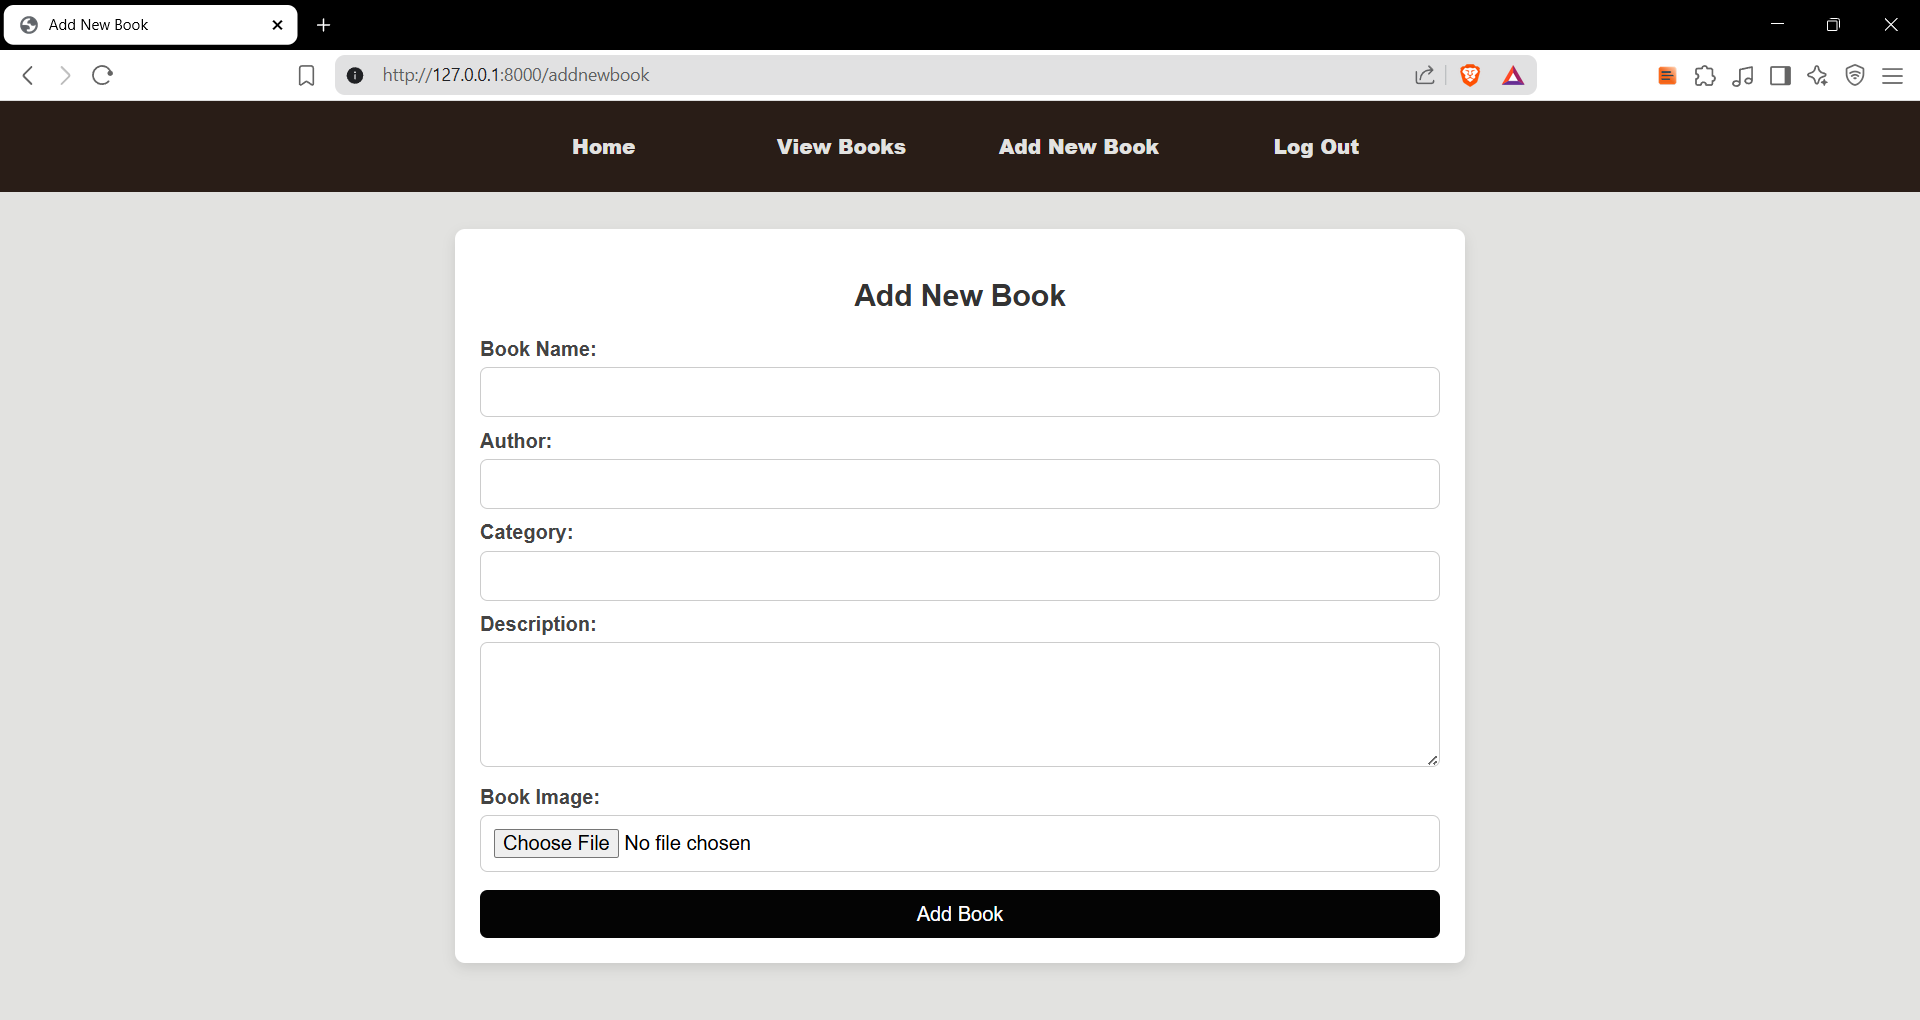 Add New Book
http://127.0.0.1:8000/addnewbook
Home View Books Add New Book Log Out
Add New Book
Book Name:
Author:
Category:
Description:
Book Image:
Choose File No file chosen
Add Book